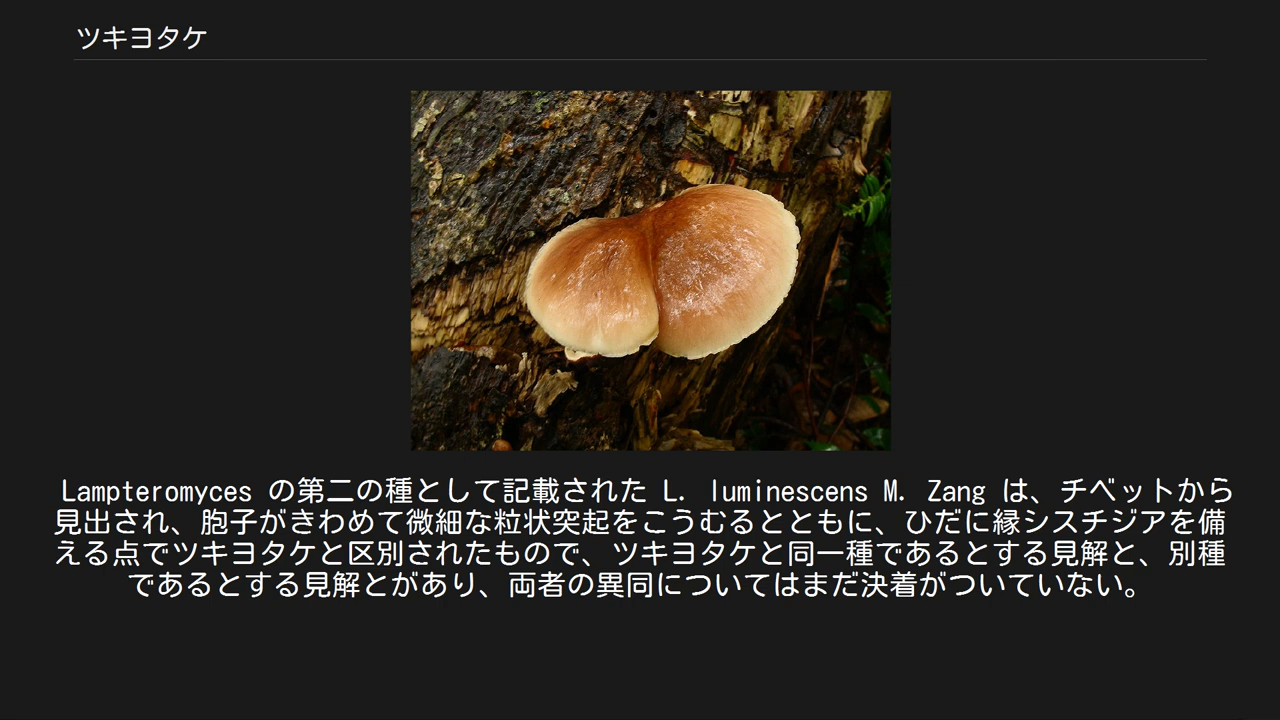 ツキヨタケ
Lampteromyces の第二の種として記載された L. luminescens M. Zang は、チベットから
見出され、胞子がきわめて微細な粒状突起をこうむるとともに、ひだに縁シスチジアを備
える点でツキヨタケと区別されたもので、ツキヨタケと同一種であるとする見解と、別種
であるとする見解とがあり、両者の異同についてはまだ決着がついていない。